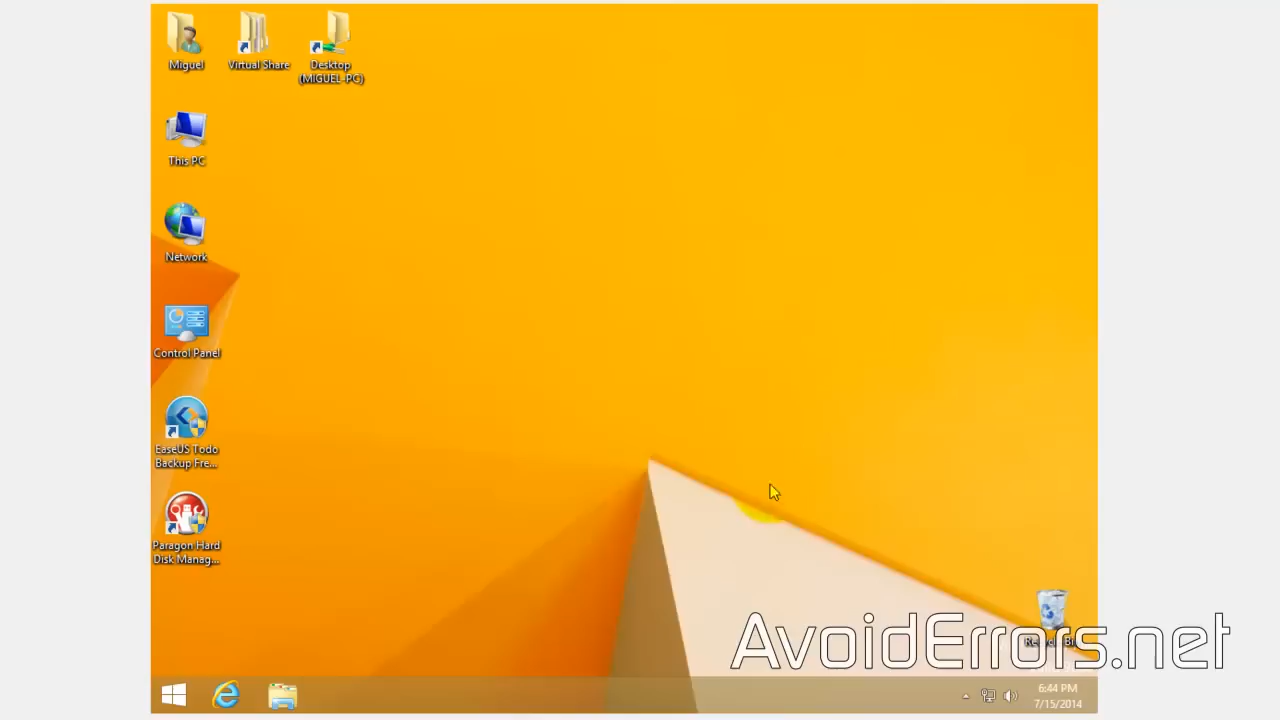 Miguel
Virtual Share
Desktop
(MIGUEL-PC)
This PC
Network
Control Panel
EaseUS Todo
Backup Fre...
Paragon Hard
Disk Manag...
AvoidErrors.net
6:44 PM
7/15/2014